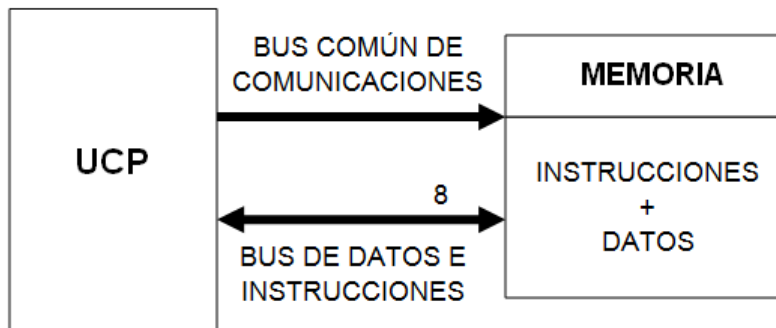 UCP
BUS COMÚN DE
COMUNICACIONES
8
BUS DE DATOS E
INSTRUCCIONES
MEMORIA
INSTRUCCIONES
+
DATOS